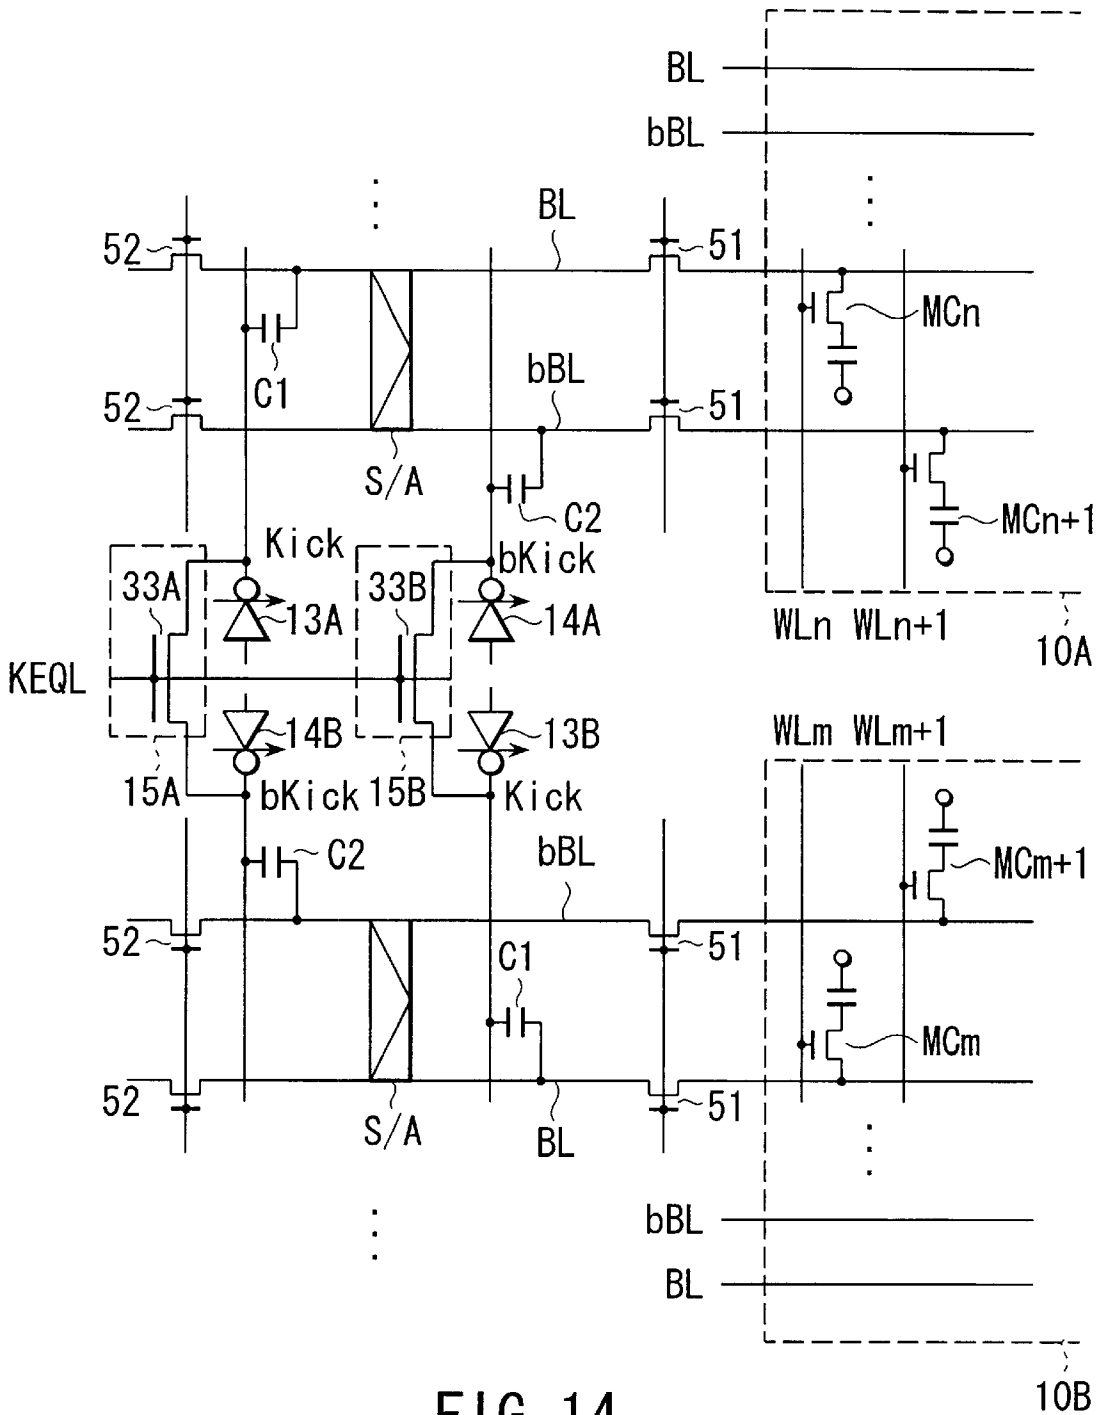 BL
bBL
BL
52
51
MCn
C1
bBL
52
51
S/A
C2
MCn+1
Kick
bKick
33A
13A
33B
14A
WLn WLn+1
10A
KEQL
14B
13B
WLm WLm+1
15A
bKick
15B
Kick
C2
bBL
MCm+1
52
C1
51
MCm
52
S/A
BL
51
bBL
BL
10B
FIG. 14